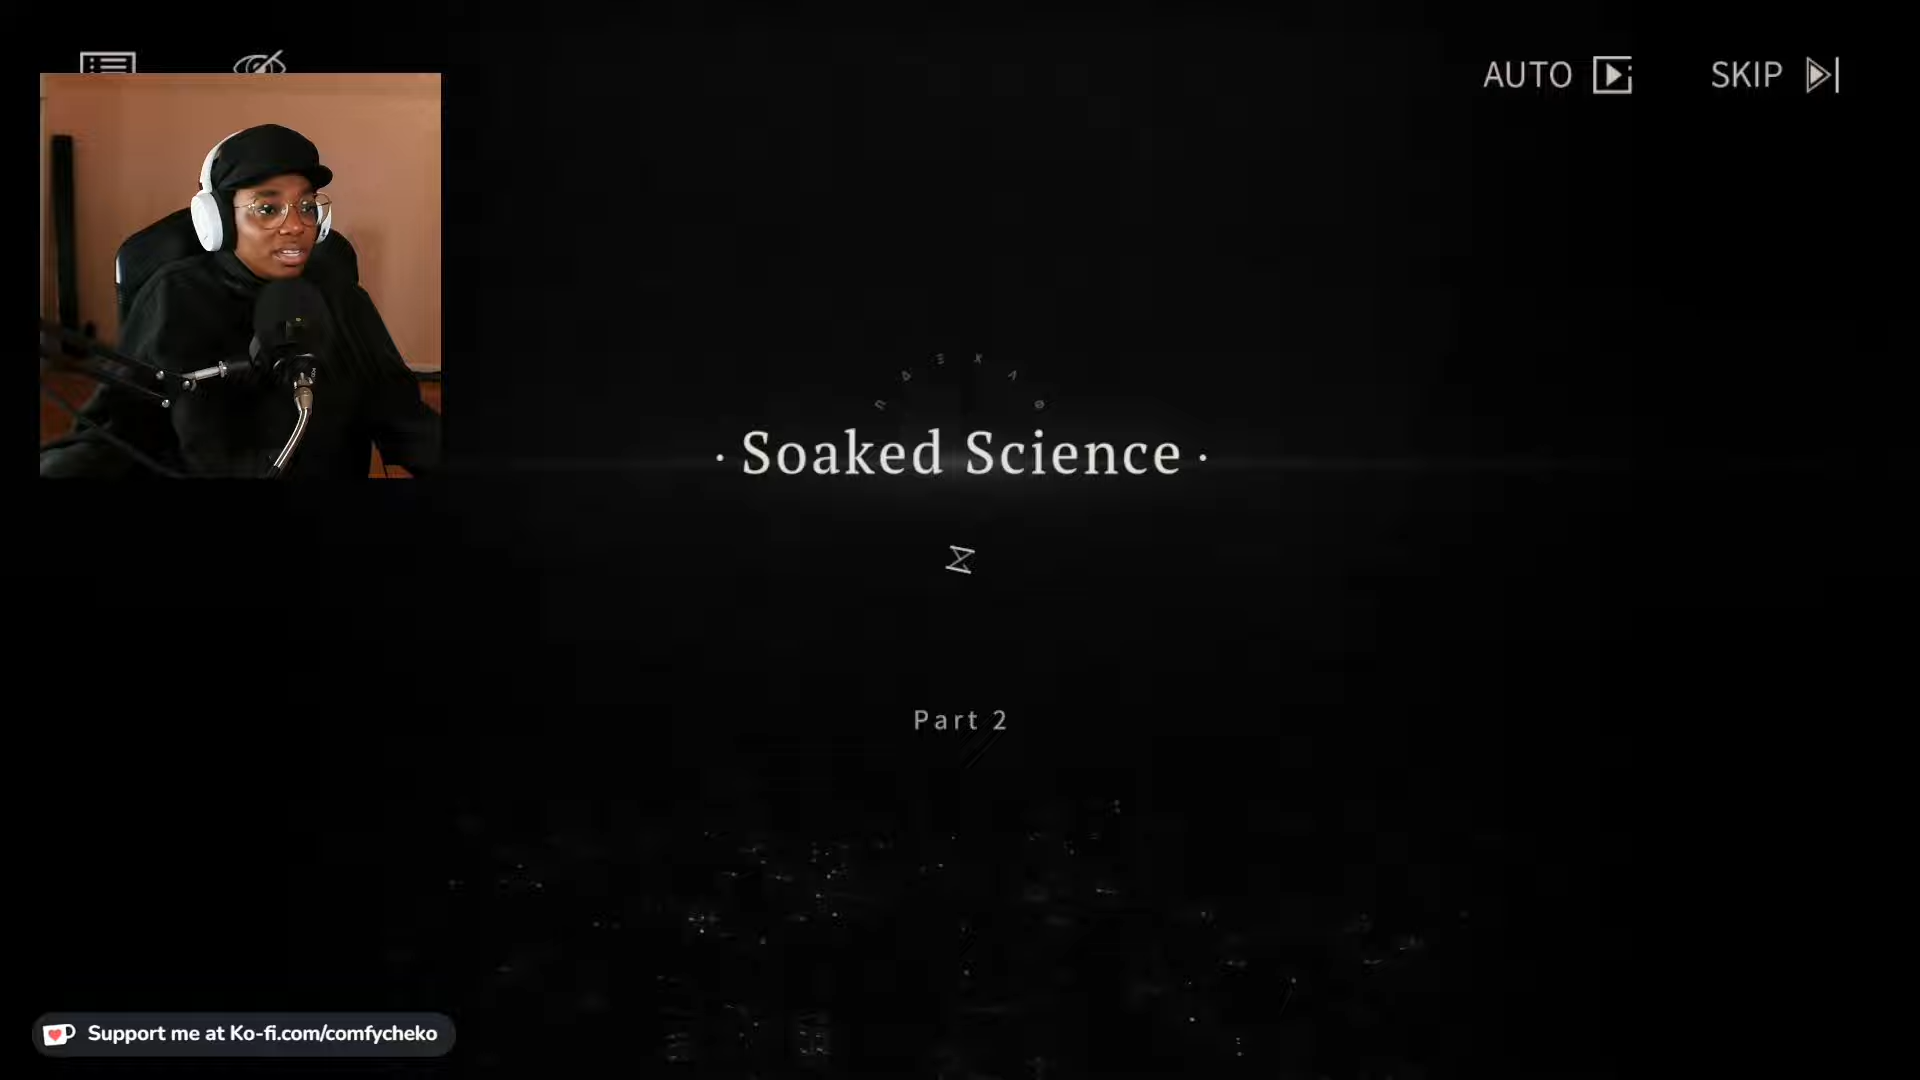 AUTO
SKIP
· Soaked Science ·
Part 2
Support me at Ko-fi.com/comfycheko